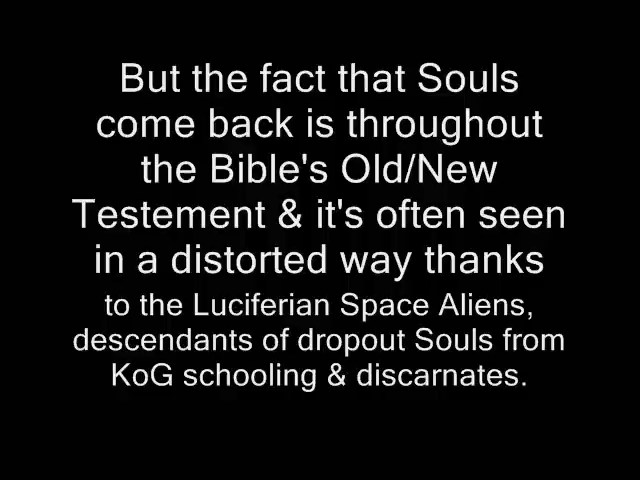 But the fact that Souls
come back is throughout
the Bible's Old/New
Testement & it's often seen
in a distorted way thanks
to the Luciferian Space Aliens,
descendants of dropout Souls from
KoG schooling & discarnates.